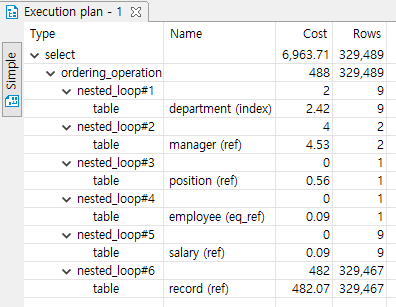 Execution plan - 1
Simple
Type Name Cost Rows
select 6,963.71 329,489
ordering_operation 488 329,489
nested_loop#1 2 9
table department (index) 2.42 9
nested_loop#2 4 2
table manager (ref) 4.53 2
nested_loop#3 0 1
table position (ref) 0.56 1
nested_loop#4 0 1
table employee (eq_ref) 0.09 1
nested_loop#5 0 9
table salary (ref) 0.09 9
nested_loop#6 482 329,467
table record (ref) 482.07 329,467